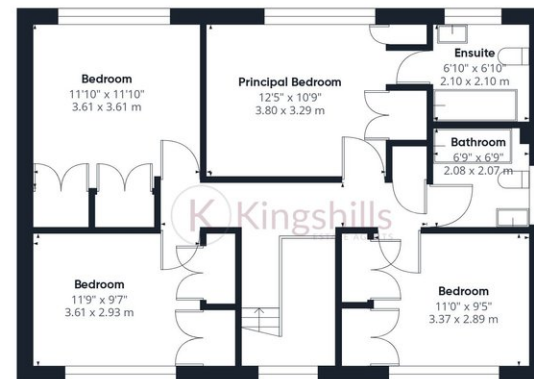 Bedroom
11'10" x 11'10"
3.61 x 3.61 m
Principal Bedroom
12'5" x 10'9"
3.80 x 3.29 m
Ensuite
6'10" x 6'10"
2.10 x 2.10 m
Bathroom
6'9" x 6'9"
2.08 x 2.07 m
K Kingshills
ESTATE AGENTS
Bedroom
11'9" x 9'7"
3.61 x 2.93 m
Bedroom
11'0" x 9'5"
3.37 x 2.89 m